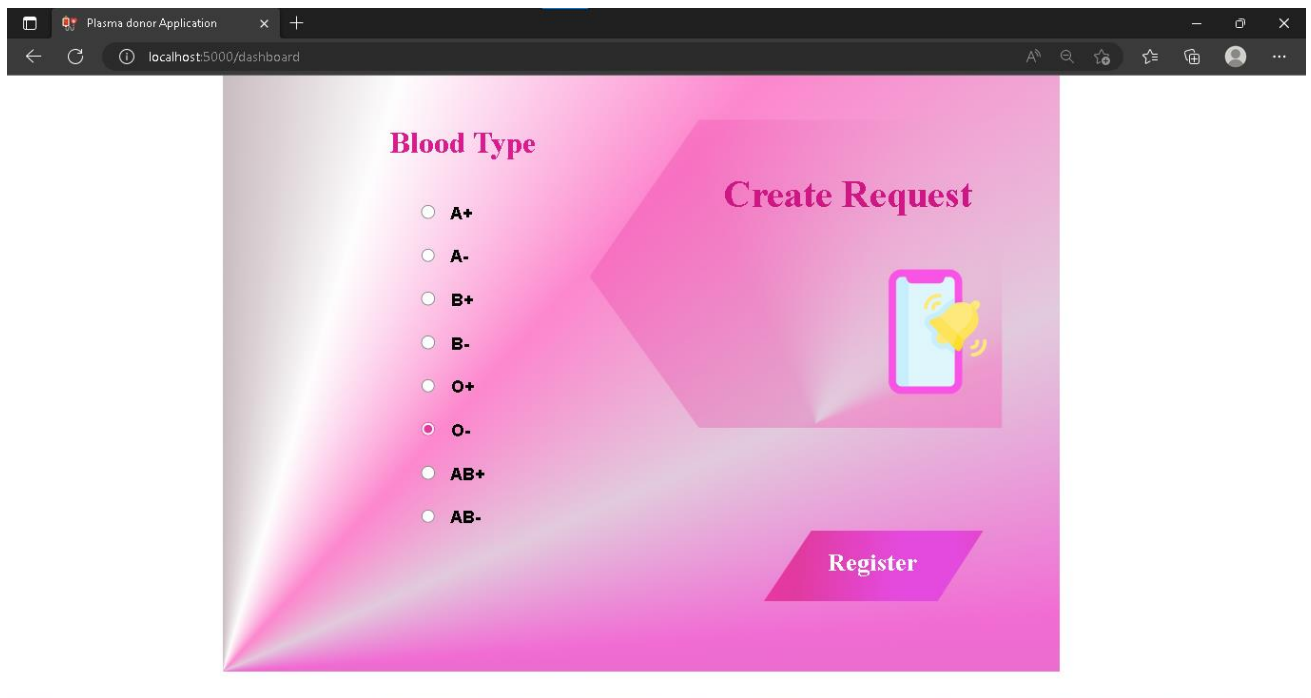 Plasma donor Application
localhost:5000/dashboard
Blood Type
A+
A-
B+
B-
O+
O-
AB+
AB-
Create Request
Register